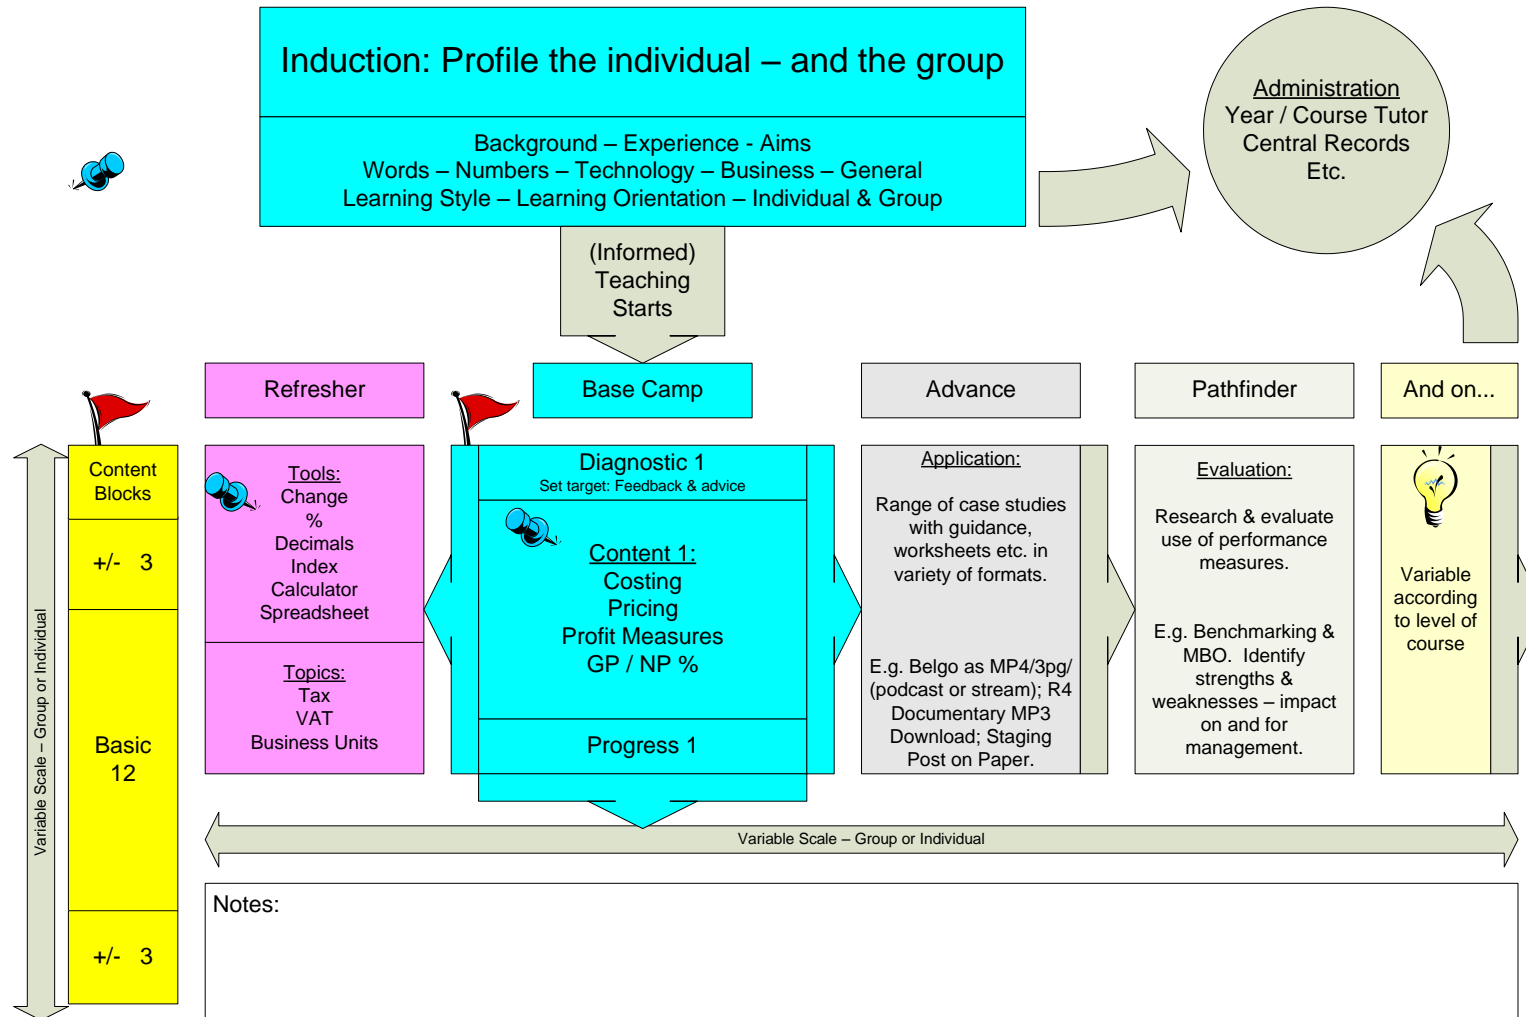 Induction: Profile the individual – and the group
Background – Experience - Aims
Words – Numbers – Technology – Business – General
Learning Style – Learning Orientation – Individual & Group
Administration
Year / Course Tutor
Central Records
Etc.
(Informed)
Teaching
Starts
Refresher
Base Camp
Advance
Pathfinder
And on...
Variable Scale – Group or Individual
Content
Blocks
+/- 3
Basic
12
+/- 3
Tools:
Change
%
Decimals
Index
Calculator
Spreadsheet
Topics:
Tax
VAT
Business Units
Diagnostic 1
Set target: Feedback & advice
Content 1:
Costing
Pricing
Profit Measures
GP / NP %
Progress 1
Application:
Range of case studies
with guidance,
worksheets etc. in
variety of formats.
E.g. Belgo as MP4/3pg/
(podcast or stream); R4
Documentary MP3
Download; Staging
Post on Paper.
Evaluation:
Research & evaluate
use of performance
measures.
E.g. Benchmarking &
MBO. Identify
strengths &
weaknesses – impact
on and for
management.
Variable
according
to level of
course
Variable Scale – Group or Individual
Notes: